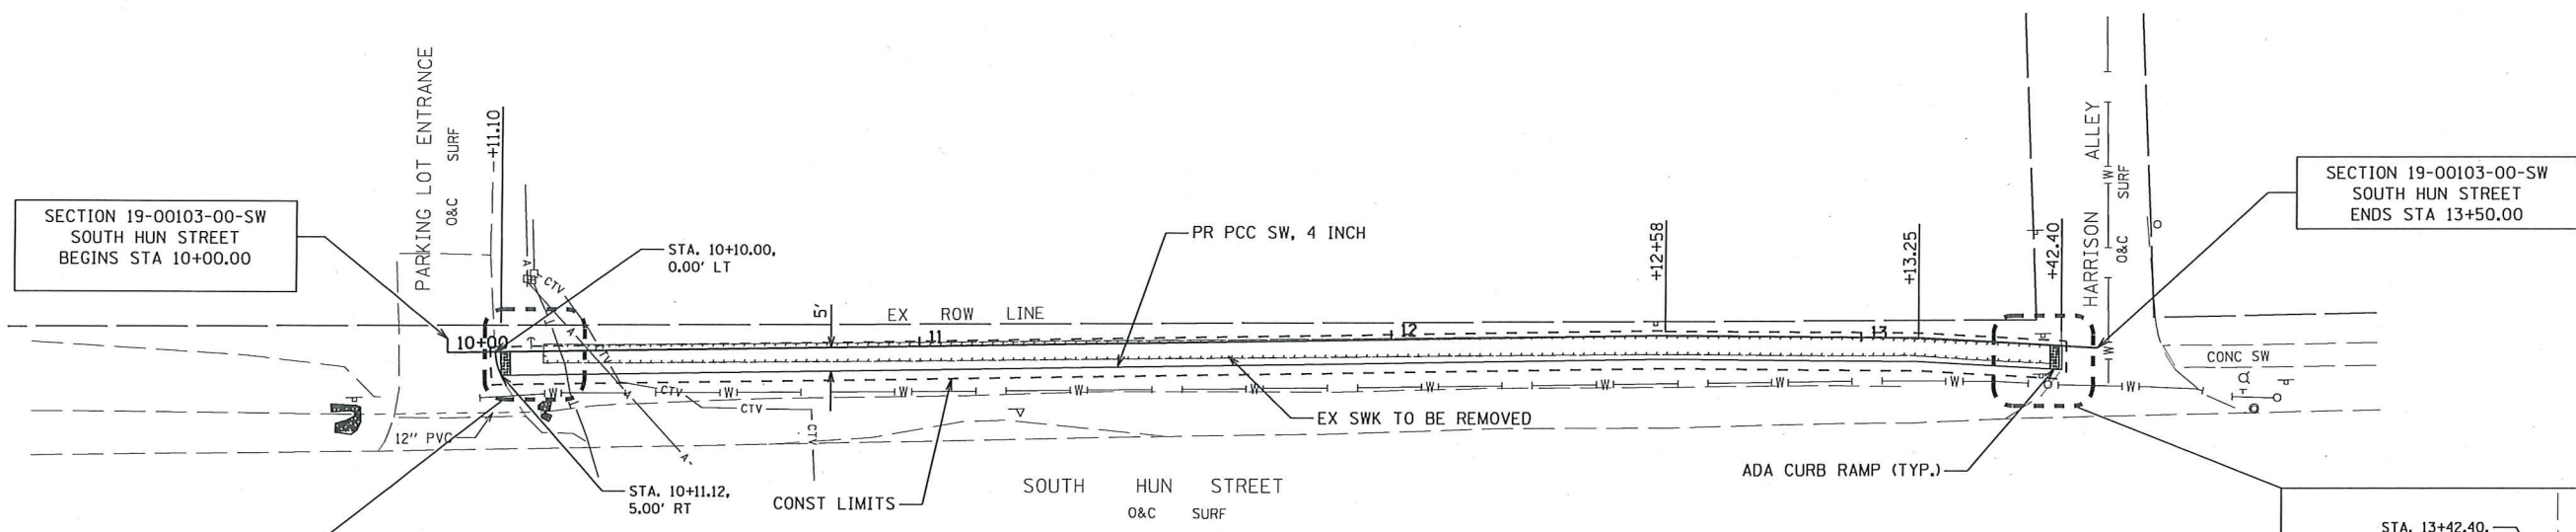 SECTION 19-00103-00-SW
SOUTH HUN STREET
BEGINS STA 10+00.00
PARKING LOT ENTRANCE
O&C SURF
+11.10
A
CTV
STA. 10+10.00,
0.00' LT
PR PCC SW, 4 INCH
+12+58
+13.25
+42.40
HARRISON ALLEY
O&C SURF
W
SECTION 19-00103-00-SW
SOUTH HUN STREET
ENDS STA 13+50.00
5'
EX ROW LINE
10+00
11
12
13
A
CTV
W
CONC SW
W
W
W
W
W
W
W
W
W
W
CTV
CTV
CTV
12" PVC
A
EX SWK TO BE REMOVED
ADA CURB RAMP (TYP.)
STA. 10+11.12,
5.00' RT
CONST LIMITS
SOUTH HUN STREET
O&C SURF
STA. 13+42.40,